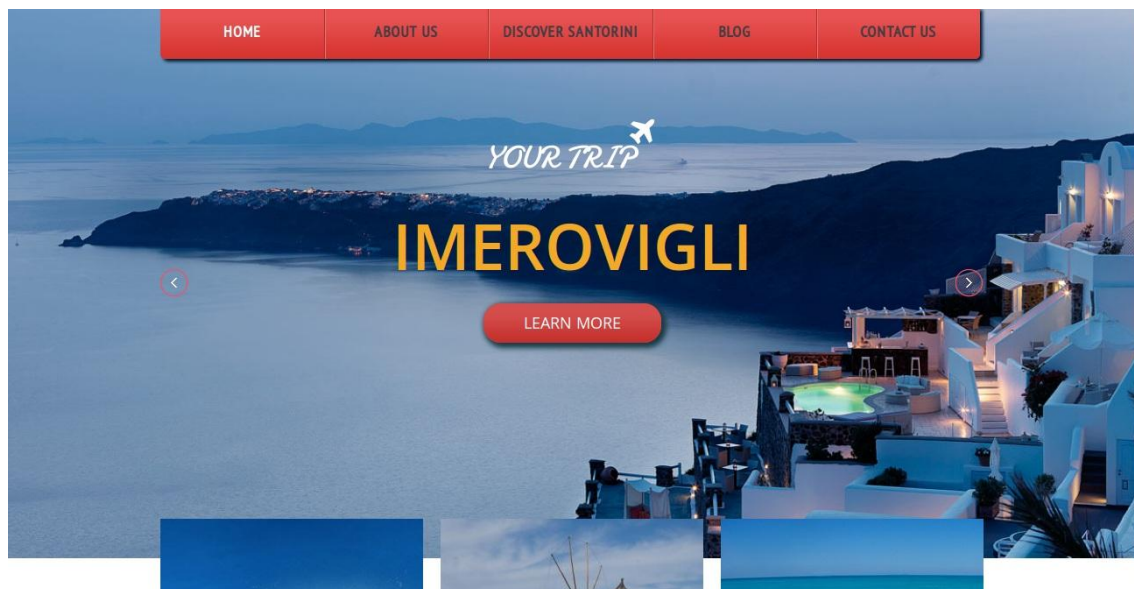 HOME
ABOUT US
DISCOVER SANTORINI
BLOG
CONTACT US
YOUR TRIP
IMEROVIGLI
LEARN MORE